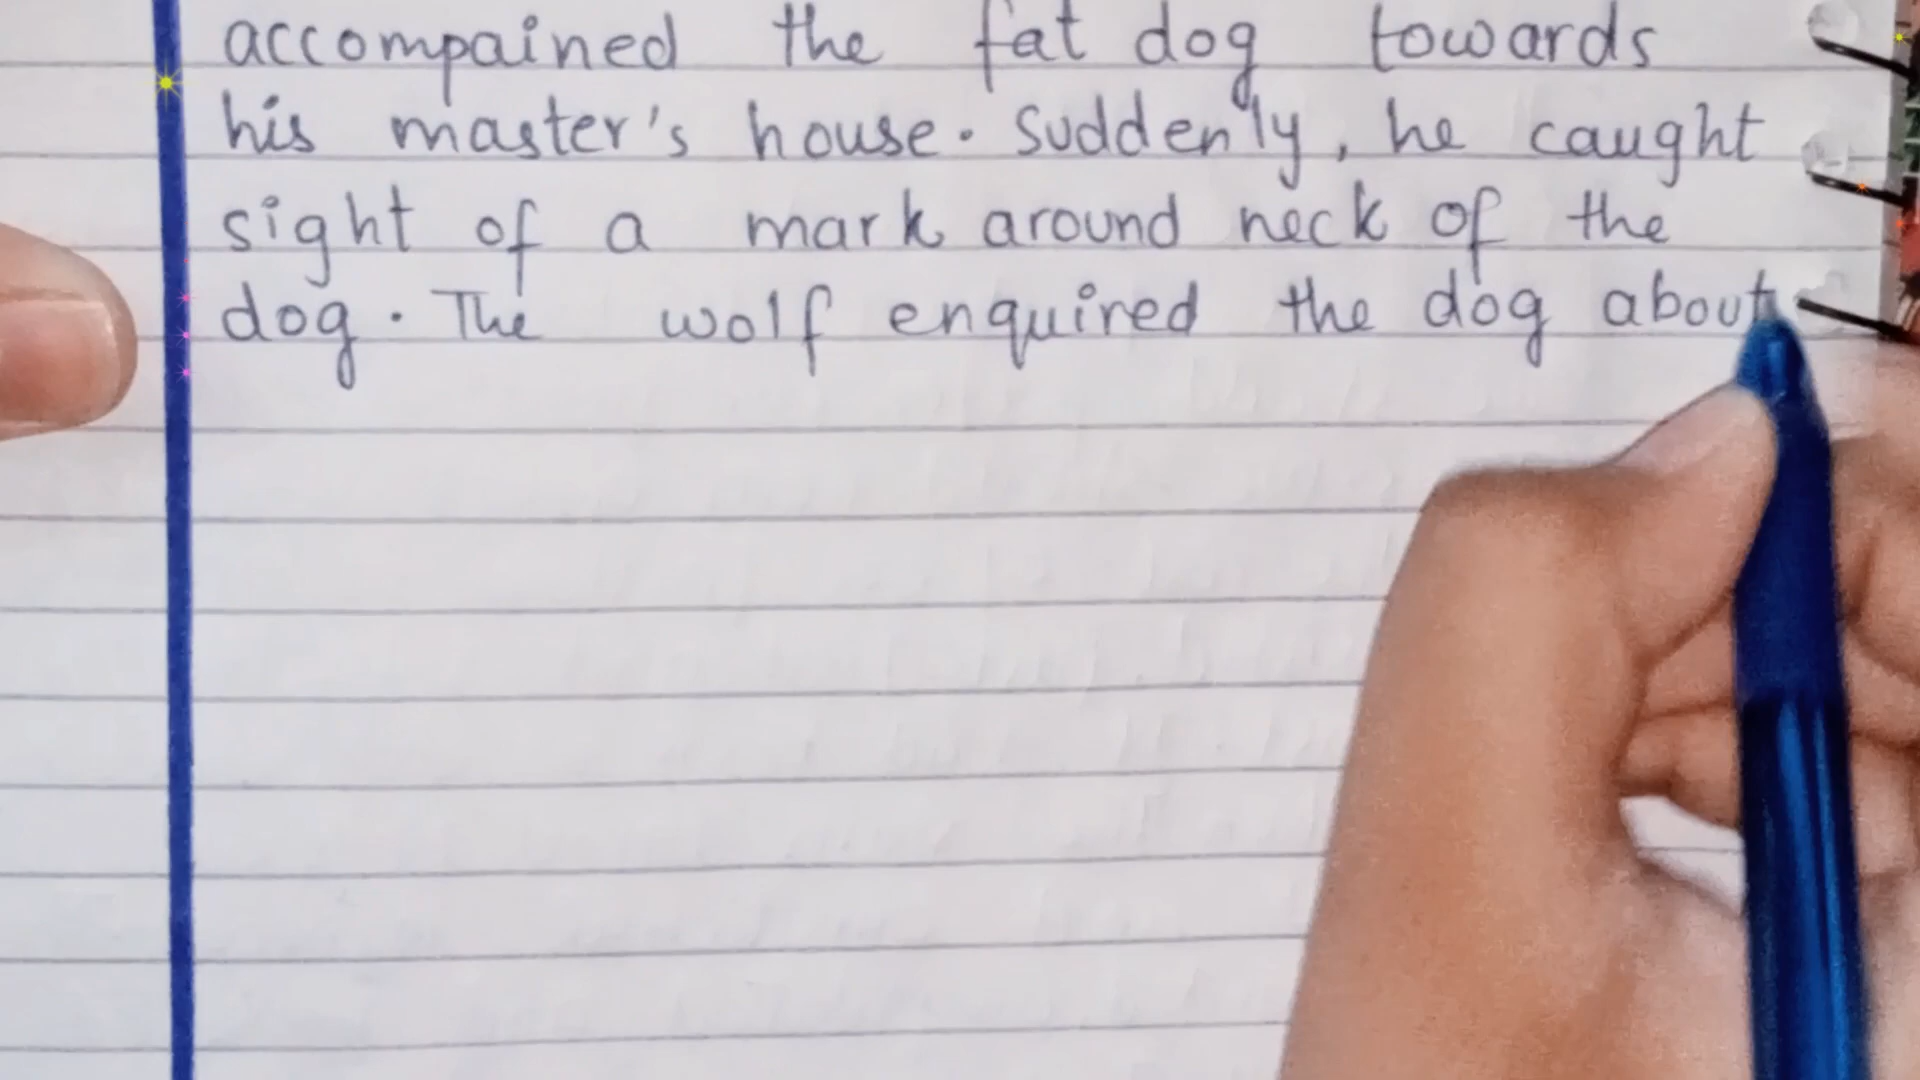 accompained the fat dog towards
his master's house. Suddenly, he caught
sight of a mark around neck of the
dog. The wolf enquired the dog about